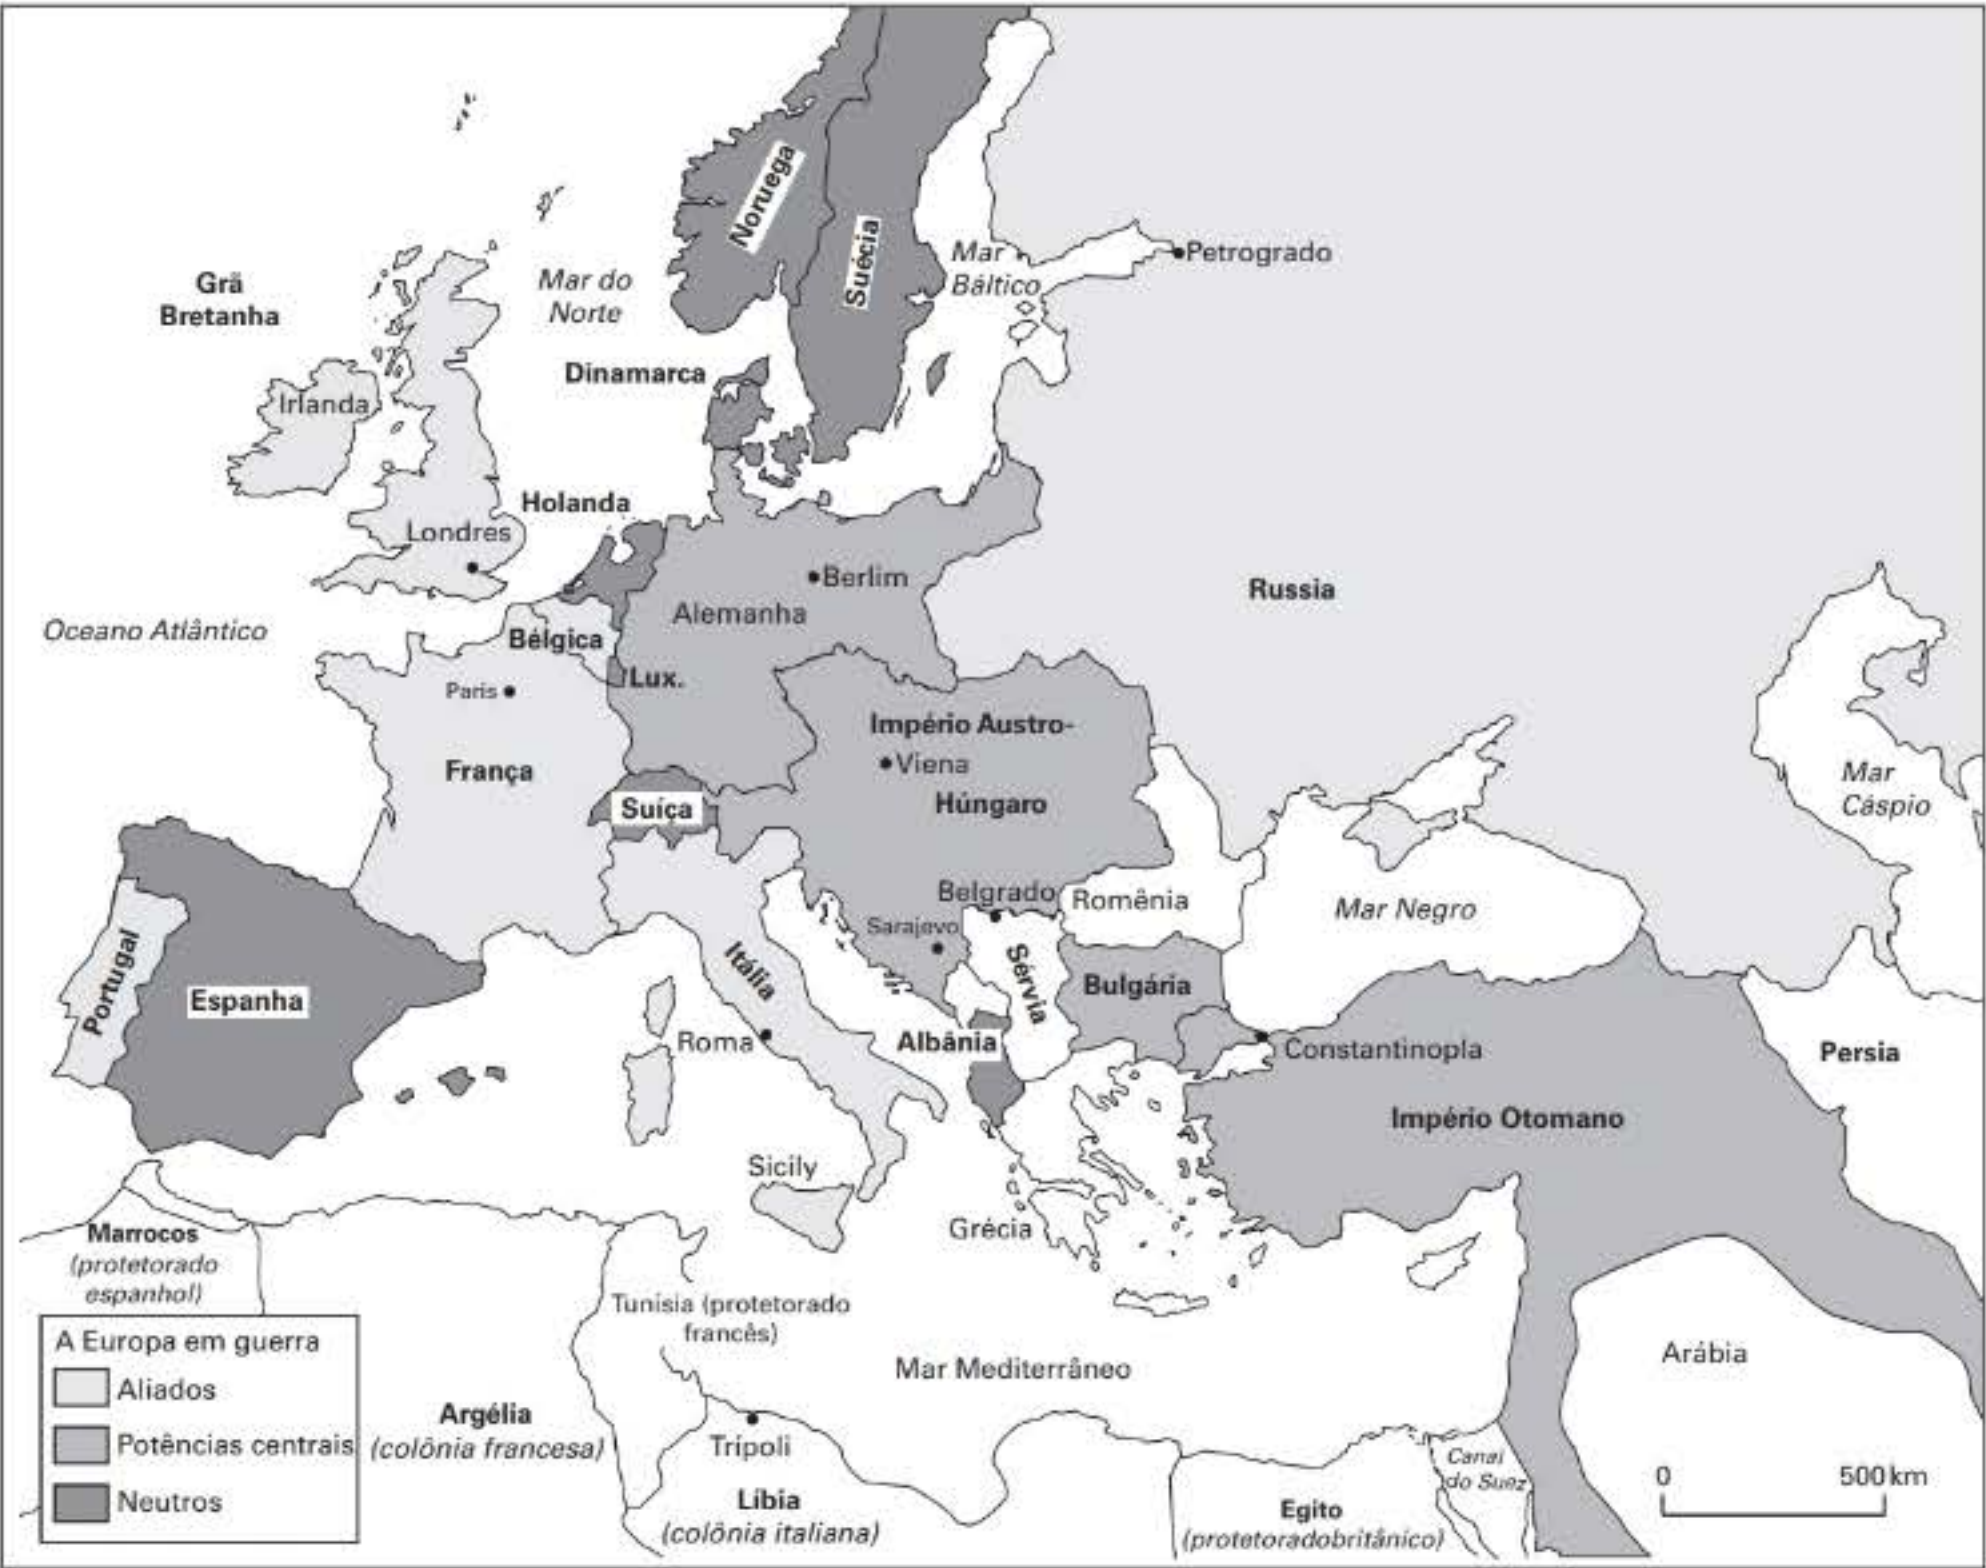 Noruega
Suécia
Mar
Báltico
Petrogrado
Grã
Bretanha
Mar do
Norte
Dinamarca
Irlanda
Holanda
Londres
Berlim
Alemanha
Russia
Oceano Atlântico
Bélgica
Lux.
Paris
Império Austro-
Viena
Húngaro
França
Suíça
Mar
Cáspio
Belgrado
Romênia
Mar Negro
Sarajevo
Sérvia
Bulgária
Itália
Portugal
Espanha
Roma
Albânia
Constantinopla
Persia
Império Otomano
Sicily
Grécia
Marrocos
(protetorado
espanhol)
Tunísia (protetorado
francês)
Mar Mediterrâneo
Arábia
A Europa em guerra
Aliados
Potências centrais
Neutros
Argélia
(colônia francesa)
Trípoli
Líbia
(colônia italiana)
Canal
do Suez
Egito
(protetoradobritânico)
0 500 km